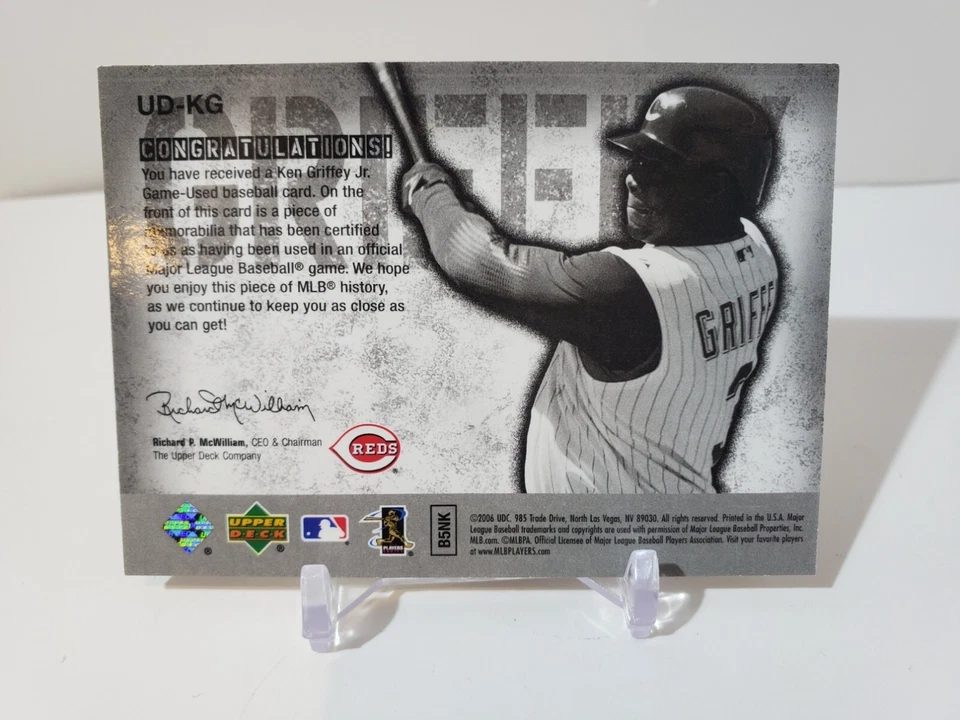 UD-KG
GRIFFEY
CONGRATULATIONS!
You have received a Ken Griffey Jr.
Game-Used baseball card. On the
front of this card is a piece of
memorabilia that has been certified
to us as having been used in an official
Major League Baseball® game. We hope
you enjoy this piece of MLB® history,
as we continue to keep you as close as
you can get!
GRIFFE
Richard P. McWilliam
Richard P. McWilliam, CEO & Chairman
The Upper Deck Company
REDS
®
UPPER
DECK
®
®
PLAYERS
®
B5NK
©2006 UDC. 985 Trade Drive, North Las Vegas, NV 89030. All rights reserved. Printed in the U.S.A. Major
League Baseball trademarks and copyrights are used with permission of Major League Baseball Properties, Inc.
MLB.com. ©MLBPA. Official Licensee of Major League Baseball Players Association. Visit your favorite players
at www.MLBPLAYERS.com